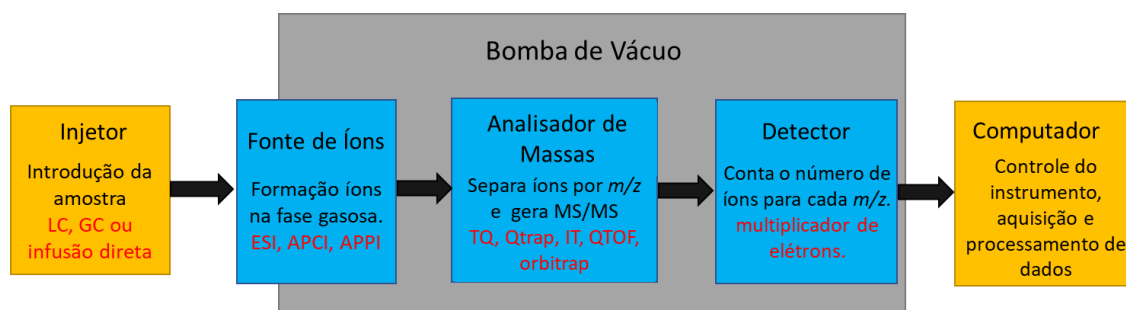 Bomba de Vácuo
Injetor
Introdução da
amostra
LC, GC ou
infusão direta
Fonte de Íons
Formação íons
na fase gasosa.
ESI, APCI, APPI
Analisador de
Massas
Separa íons por m/z
e gera MS/MS
TQ, Qtrap, IT, QTOF,
orbitrap
Detector
Conta o número de
íons para cada m/z.
multiplicador de
elétrons.
Computador
Controle do
instrumento,
aquisição e
processamento de
dados